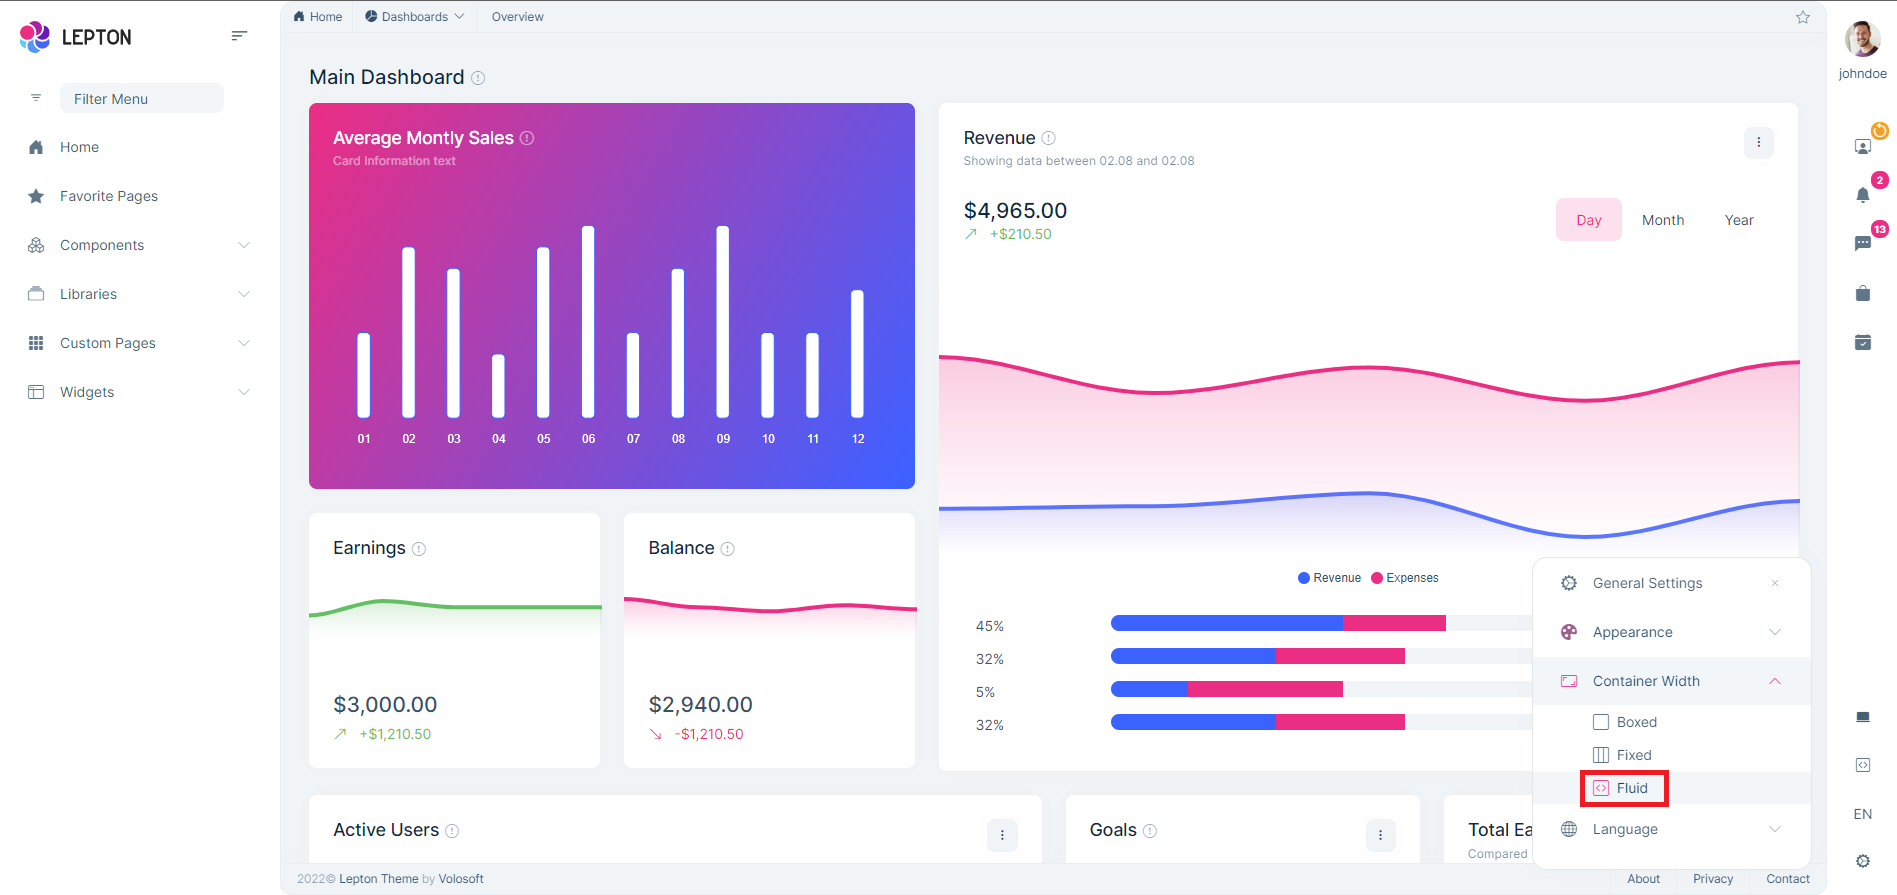 LEPTON
Filter Menu
Home
Favorite Pages
Components
Libraries
Custom Pages
Widgets
Home
Dashboards
Overview
Main Dashboard
Average Montly Sales
Card Information text
01 02 03 04 05 06 07 08 09 10 11 12
Revenue
Showing data between 02.08 and 02.08
$4,965.00
+$210.50
Day Month Year
Revenue Expenses
45%
32%
5%
32%
Earnings
$3,000.00
+$1,210.50
Balance
$2,940.00
-$1,210.50
Active Users
Goals
Total Ea
Compared
General Settings
Appearance
Container Width
Boxed
Fixed
Fluid
Language
johndoe
2
13
EN
2022© Lepton Theme by Volosoft
About Privacy Contact